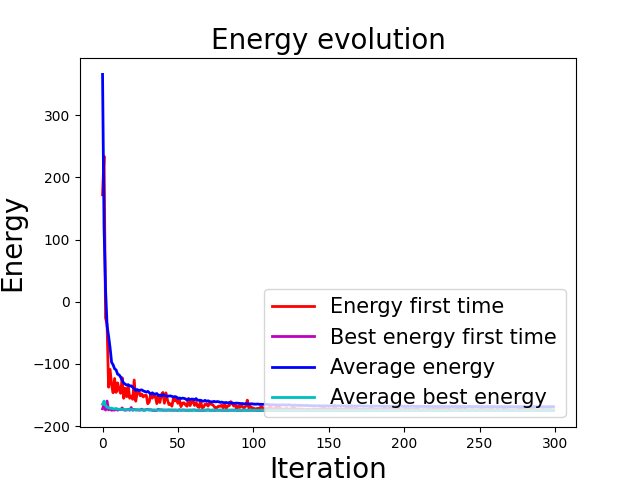 Energy evolution
Energy
300
200
100
0
−100
−200
Energy first time
Best energy first time
Average energy
Average best energy
0 50 100 150 200 250 300
Iteration